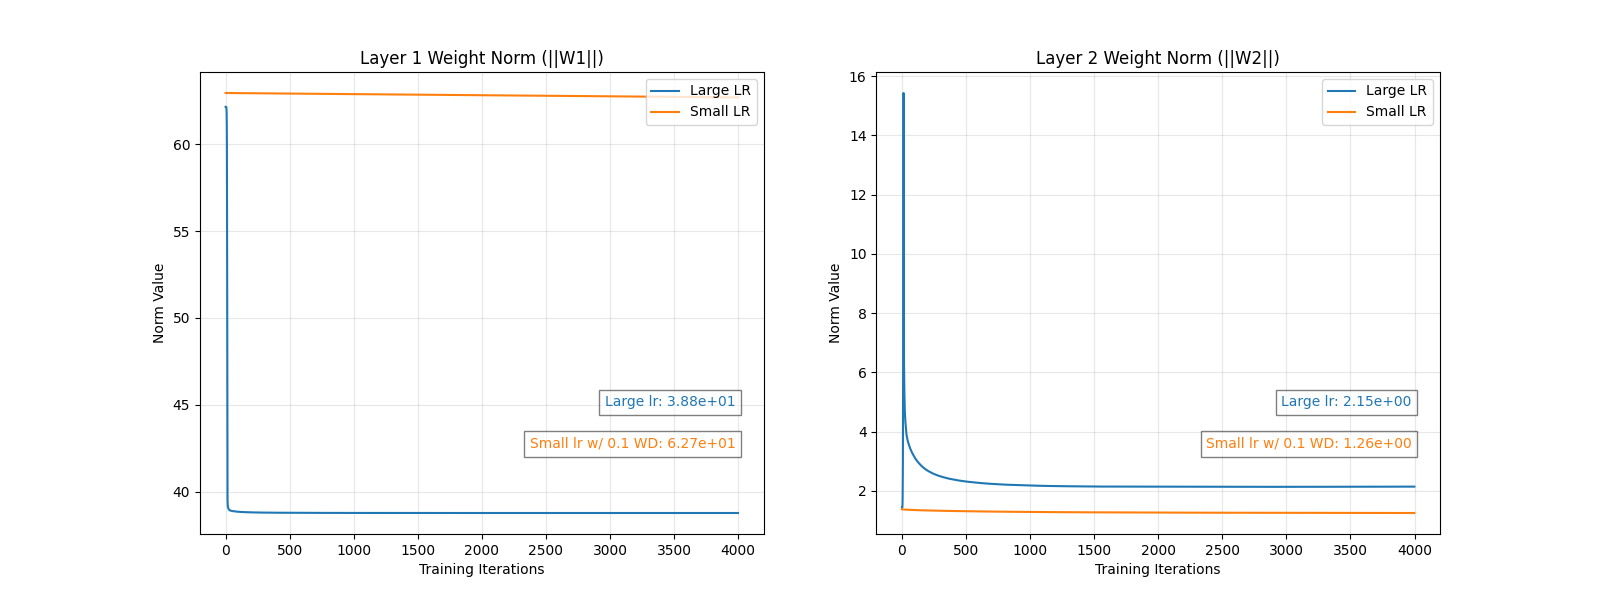 Layer 1 Weight Norm (||W1||)
Large LR
Small LR
Norm Value
60
55
50
45
40
Large lr: 3.88e+01
Small lr w/ 0.1 WD: 6.27e+01
0 500 1000 1500 2000 2500 3000 3500 4000
Training Iterations
Layer 2 Weight Norm (||W2||)
Large LR
Small LR
Norm Value
16
14
12
10
8
6
4
2
Large lr: 2.15e+00
Small lr w/ 0.1 WD: 1.26e+00
0 500 1000 1500 2000 2500 3000 3500 4000
Training Iterations